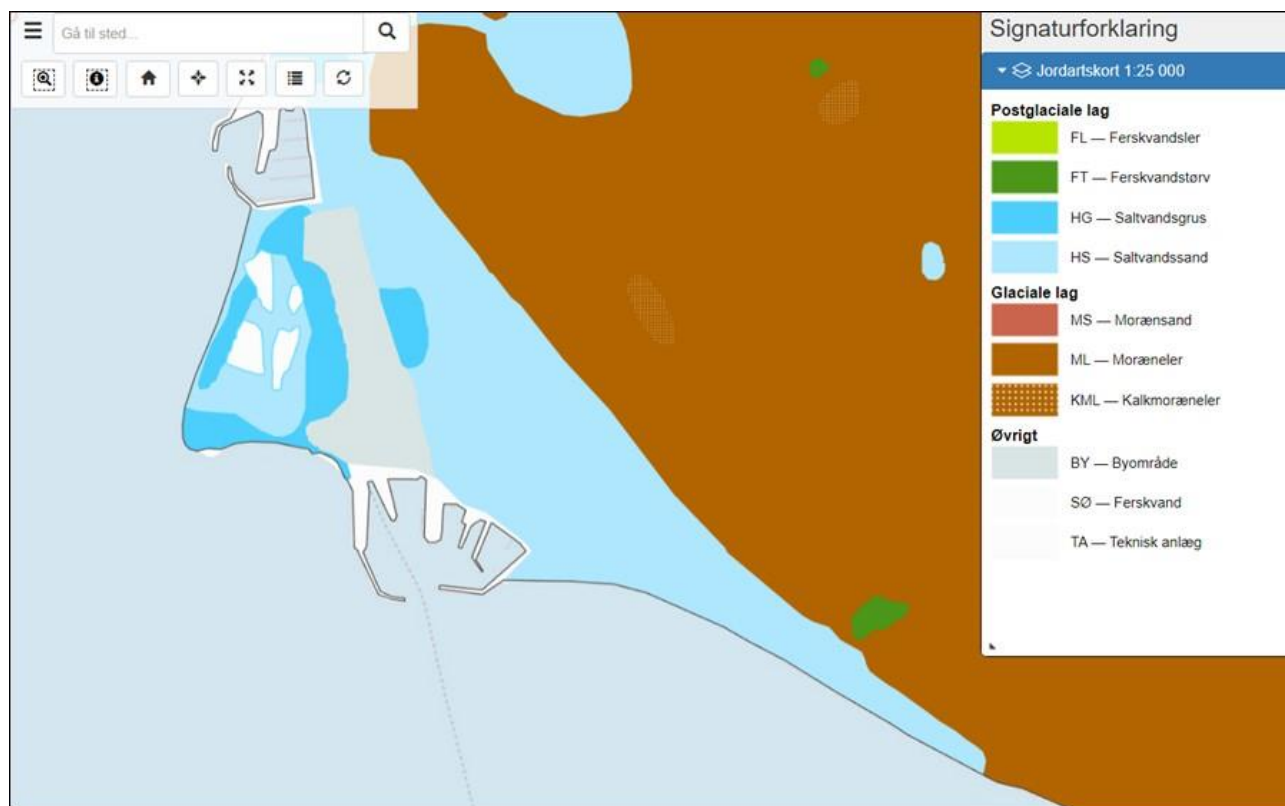 Gå til sted...
Signaturforklaring
Jordartskort 1:25 000
Postglaciale lag
FL — Ferskvandsler
FT — Ferskvandstørv
HG — Saltvandsgrus
HS — Saltvandssand
Glaciale lag
MS — Morænsand
ML — Moræneler
KML — Kalkmoræneler
Øvrigt
BY — Byområde
SØ — Ferskvand
TA — Teknisk anlæg